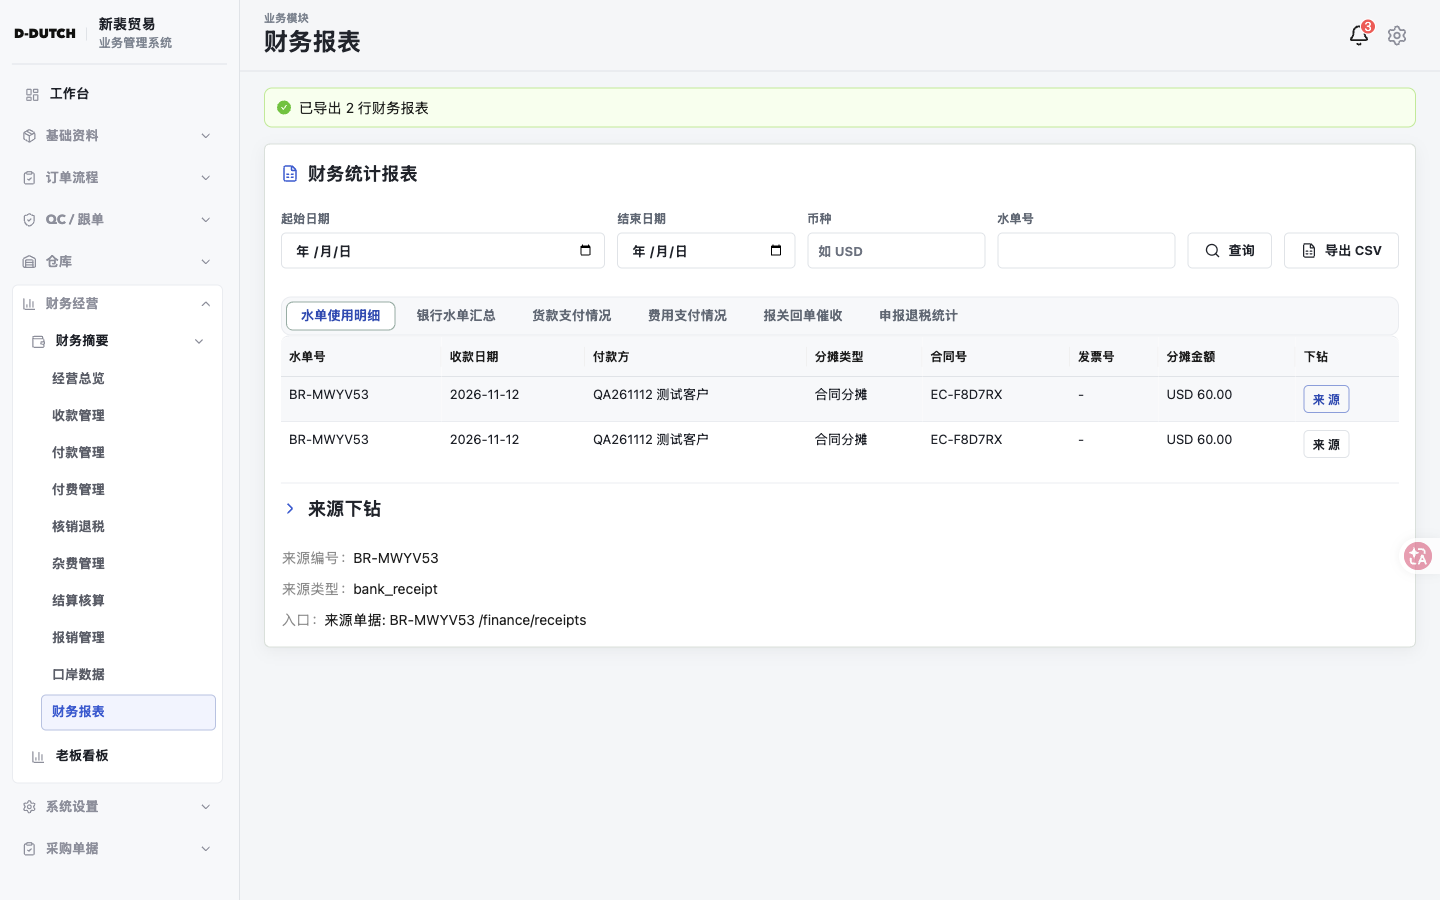 D-DUTCH
新裴贸易
业务管理系统
工作台
基础资料
订单流程
QC / 跟单
仓库
财务经营
财务摘要
经营总览
收款管理
付款管理
付费管理
核销退税
杂费管理
结算核算
报销管理
口岸数据
财务报表
老板看板
系统设置
采购单据
业务模块
财务报表
3
已导出 2 行财务报表
财务统计报表
起始日期 结束日期 币种 水单号
年 /月/日 年 /月/日 如 USD 查询 导出 CSV
水单使用明细 银行水单汇总 货款支付情况 费用支付情况 报关回单催收 申报退税统计
水单号 收款日期 付款方 分摊类型 合同号 发票号 分摊金额 下钻
BR-MWYV53 2026-11-12 QA261112 测试客户 合同分摊 EC-F8D7RX - USD 60.00 来 源
BR-MWYV53 2026-11-12 QA261112 测试客户 合同分摊 EC-F8D7RX - USD 60.00 来 源
来源下钻
来源编号： BR-MWYV53
来源类型： bank_receipt
入口： 来源单据: BR-MWYV53 /finance/receipts